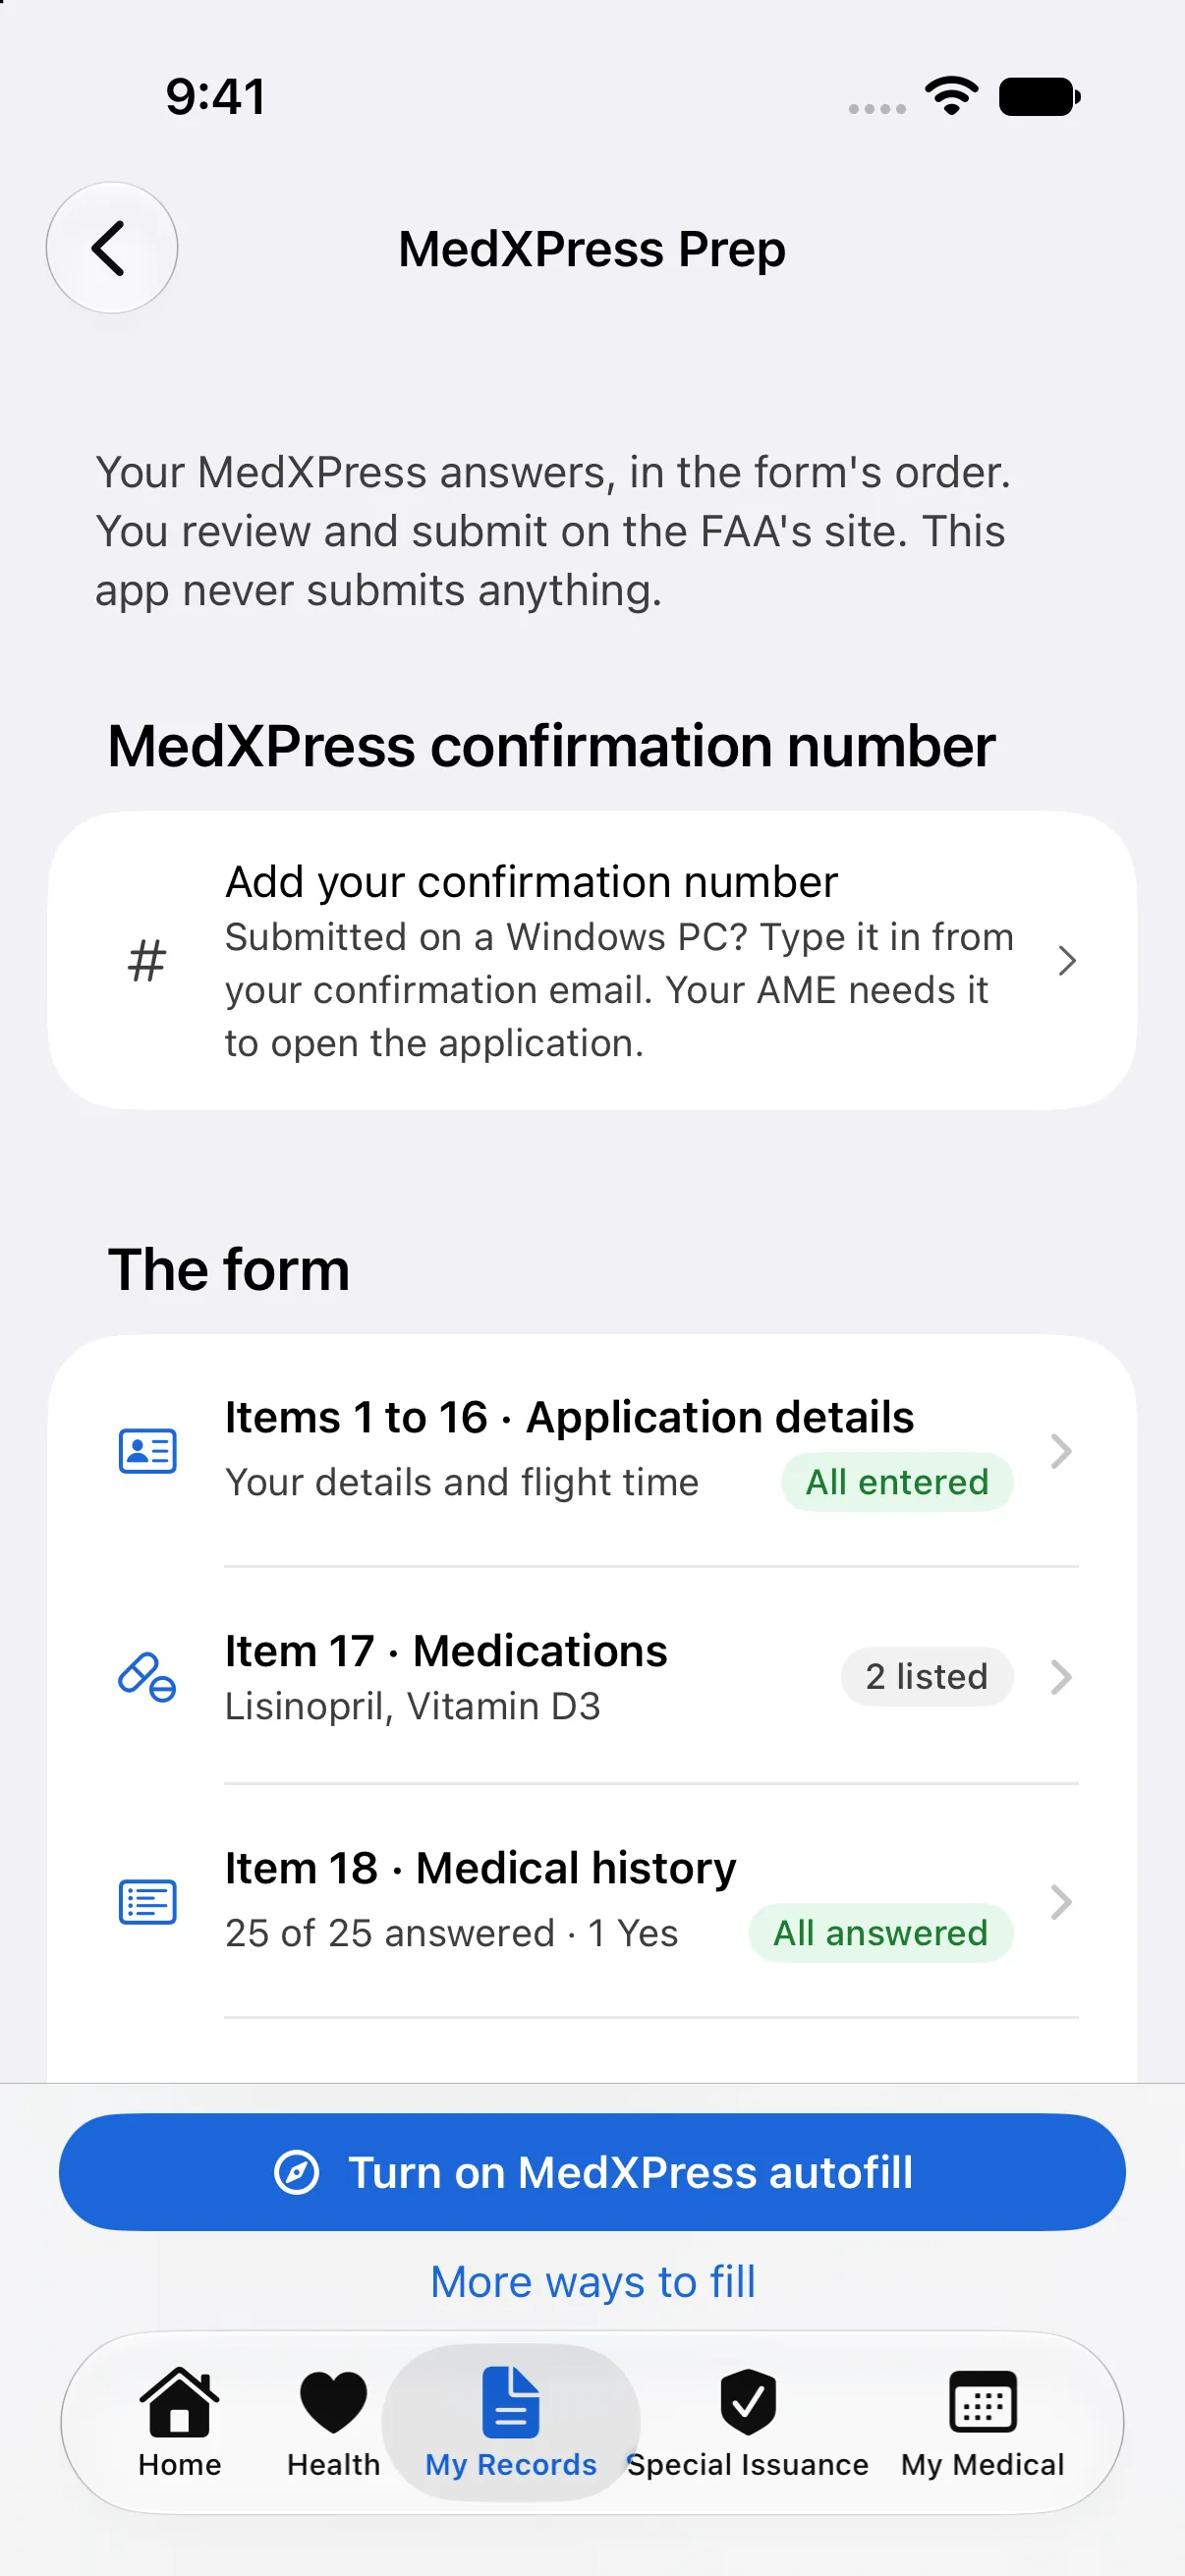 9:41
MedXPress Prep
Your MedXPress answers, in the form's order.
You review and submit on the FAA's site. This
app never submits anything.
MedXPress confirmation number
#
Add your confirmation number
Submitted on a Windows PC? Type it in from
your confirmation email. Your AME needs it
to open the application.
The form
Items 1 to 16 · Application details
Your details and flight time
All entered
Item 17 · Medications
Lisinopril, Vitamin D3
2 listed
Item 18 · Medical history
25 of 25 answered · 1 Yes
All answered
Turn on MedXPress autofill
More ways to fill
Home
Health
My Records
Special Issuance
My Medical